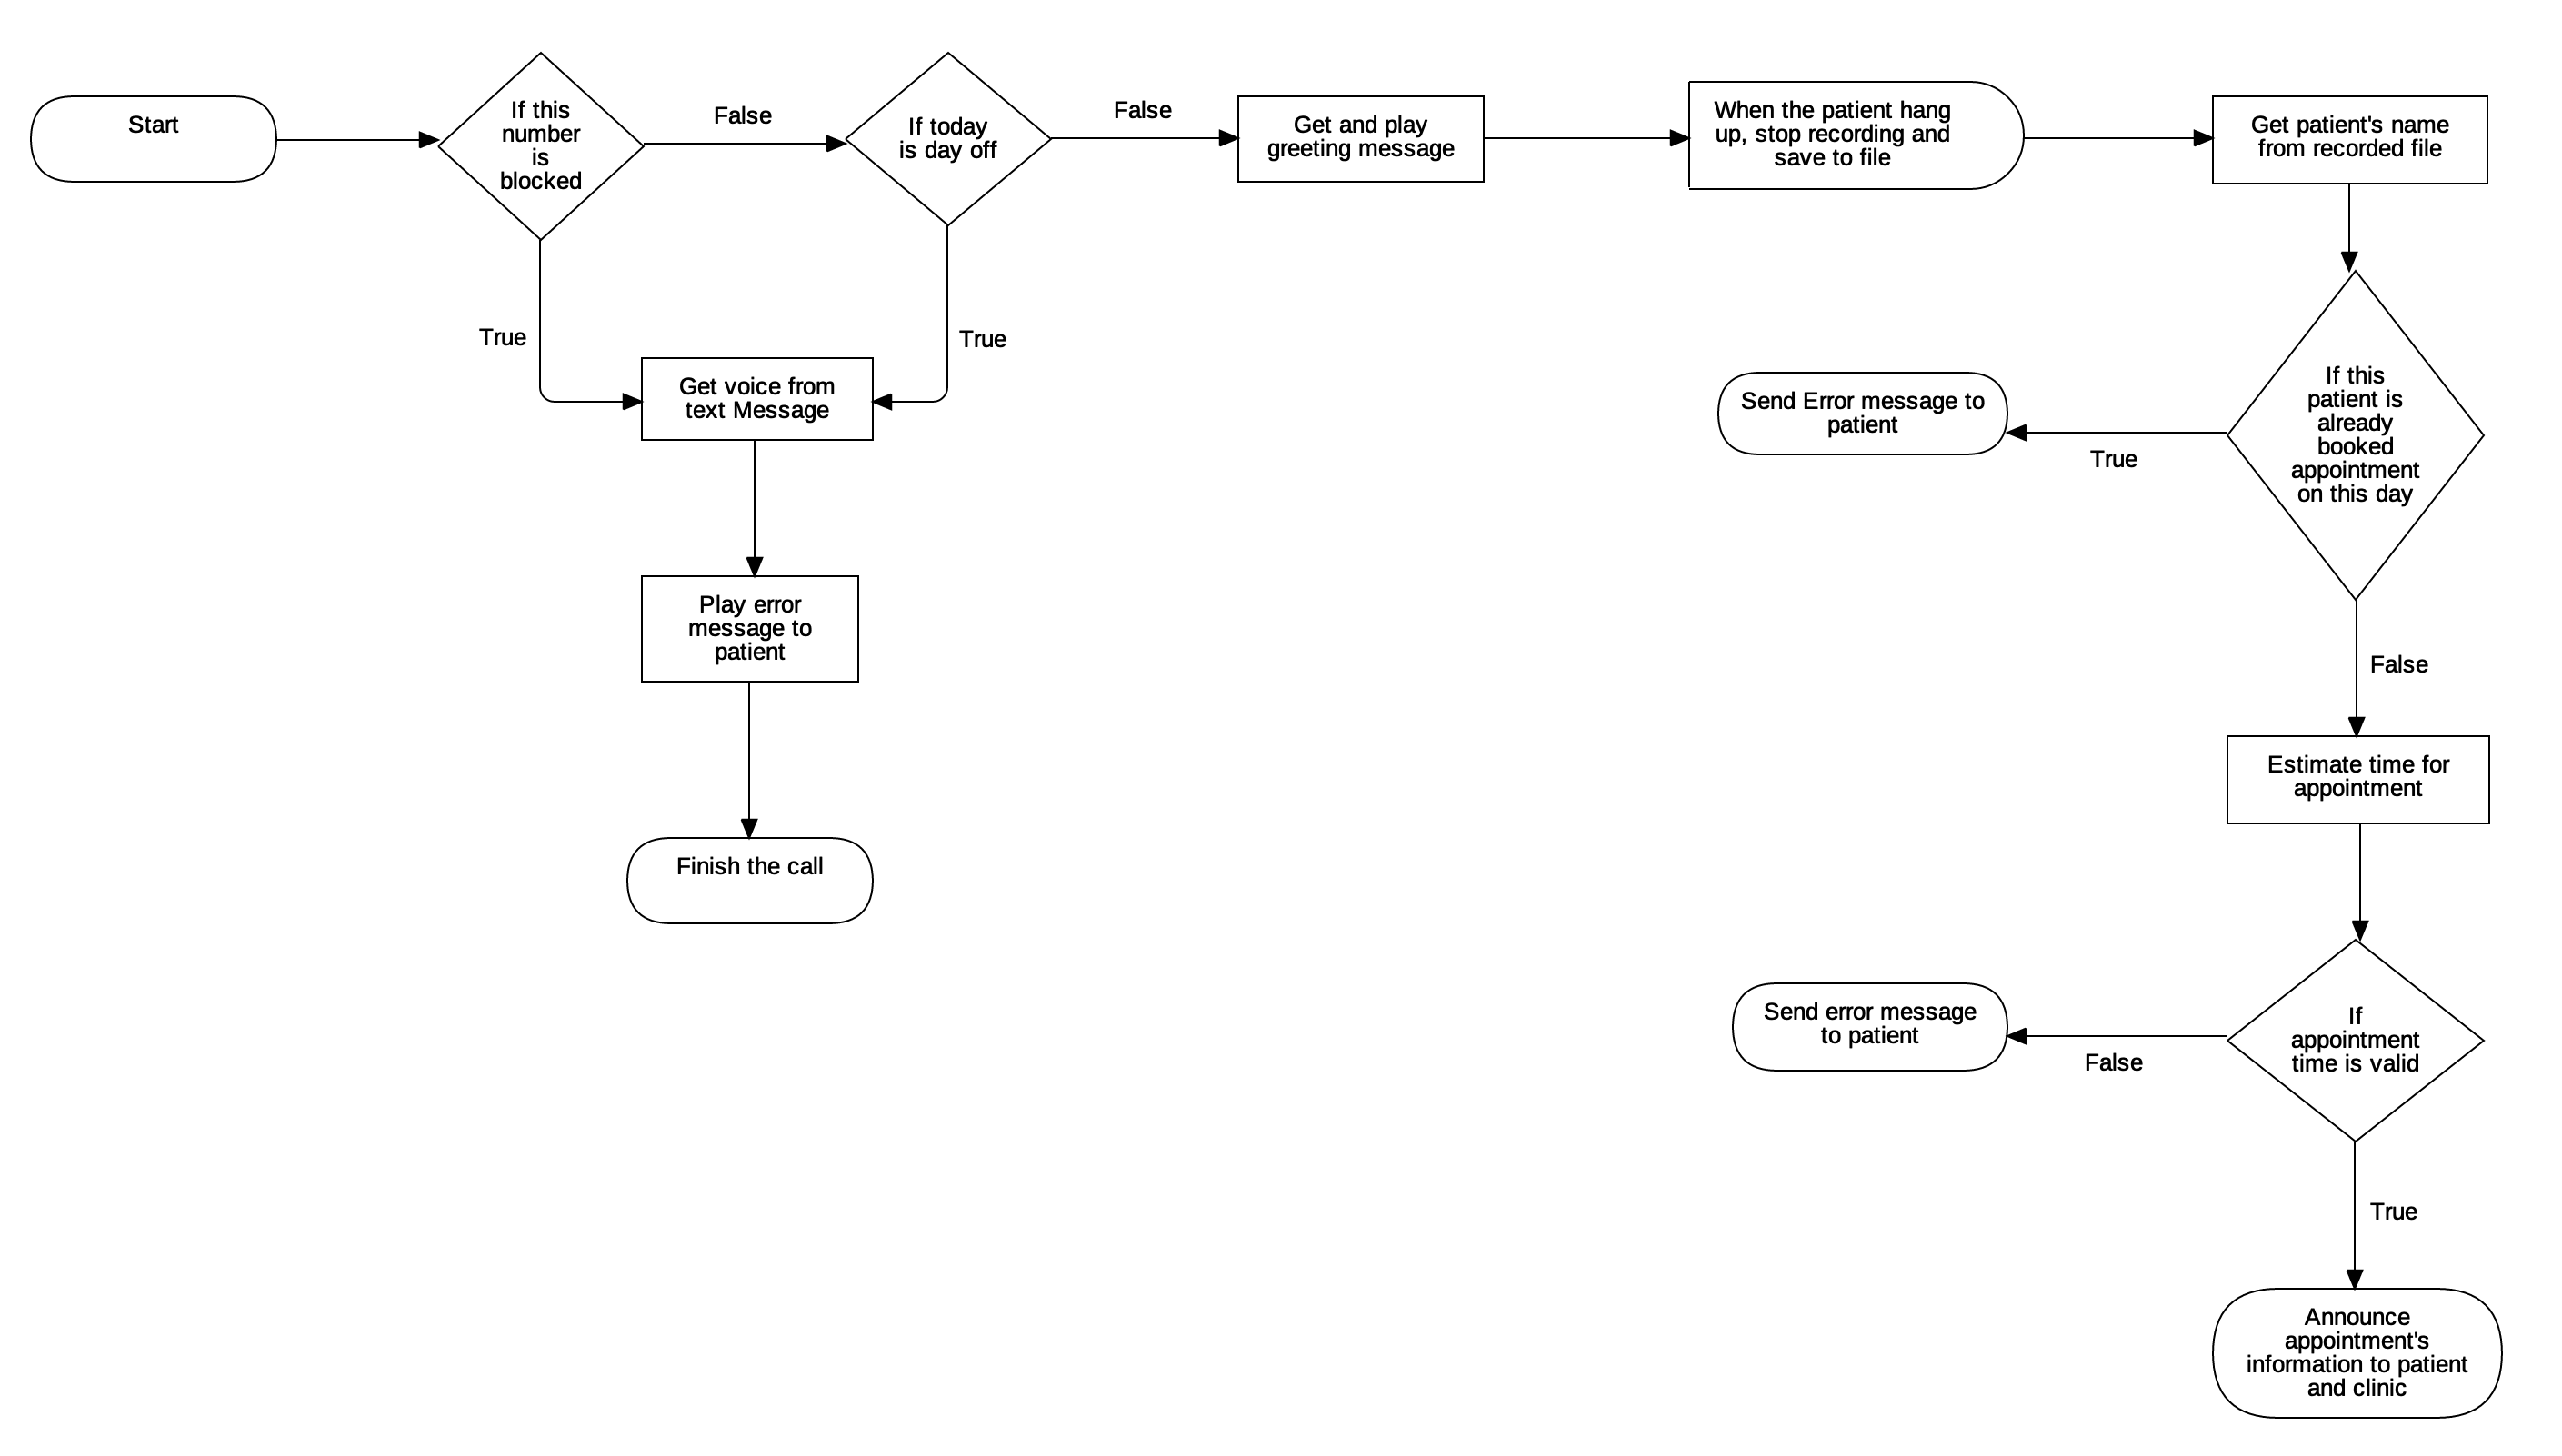 Start
If this
number
is
blocked
False
If today
is day off
False
Get and play
greeting message
When the patient hang
up, stop recording and
save to file
Get patient's name
from recorded file
True
True
Get voice from
text Message
Send Error message to
patient
True
If this
patient is
already
booked
appointment
on this day
Play error
message to
patient
False
Estimate time for
appointment
Finish the call
Send error message
to patient
False
If
appointment
time is valid
True
Announce
appointment's
information to patient
and clinic